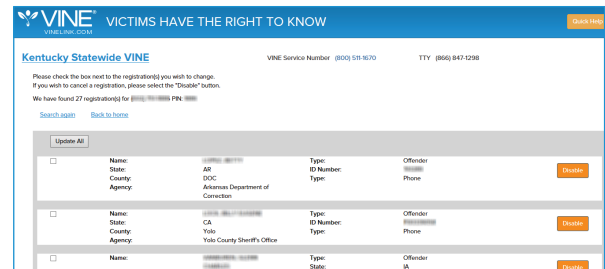 VINE®
VINELINK.COM
VICTIMS HAVE THE RIGHT TO KNOW
Quick Help
Kentucky Statewide VINE
VINE Service Number (800) 511-1670 TTY (866) 847-1298
Please check the box next to the registration(s) you wish to change.
If you wish to cancel a registration, please select the "Disable" button.
We have found 27 registration(s) for PIN:
Search again Back to home
Update All
Name: Type: Offender
State: AR ID Number:
County: DOC Type: Phone
Agency: Arkansas Department of
Correction
Disable
Name: Type: Offender
State: CA ID Number:
County: Yolo Type: Phone
Agency: Yolo County Sheriff's Office
Disable
Name: Type: Offender
State: IA
Disable